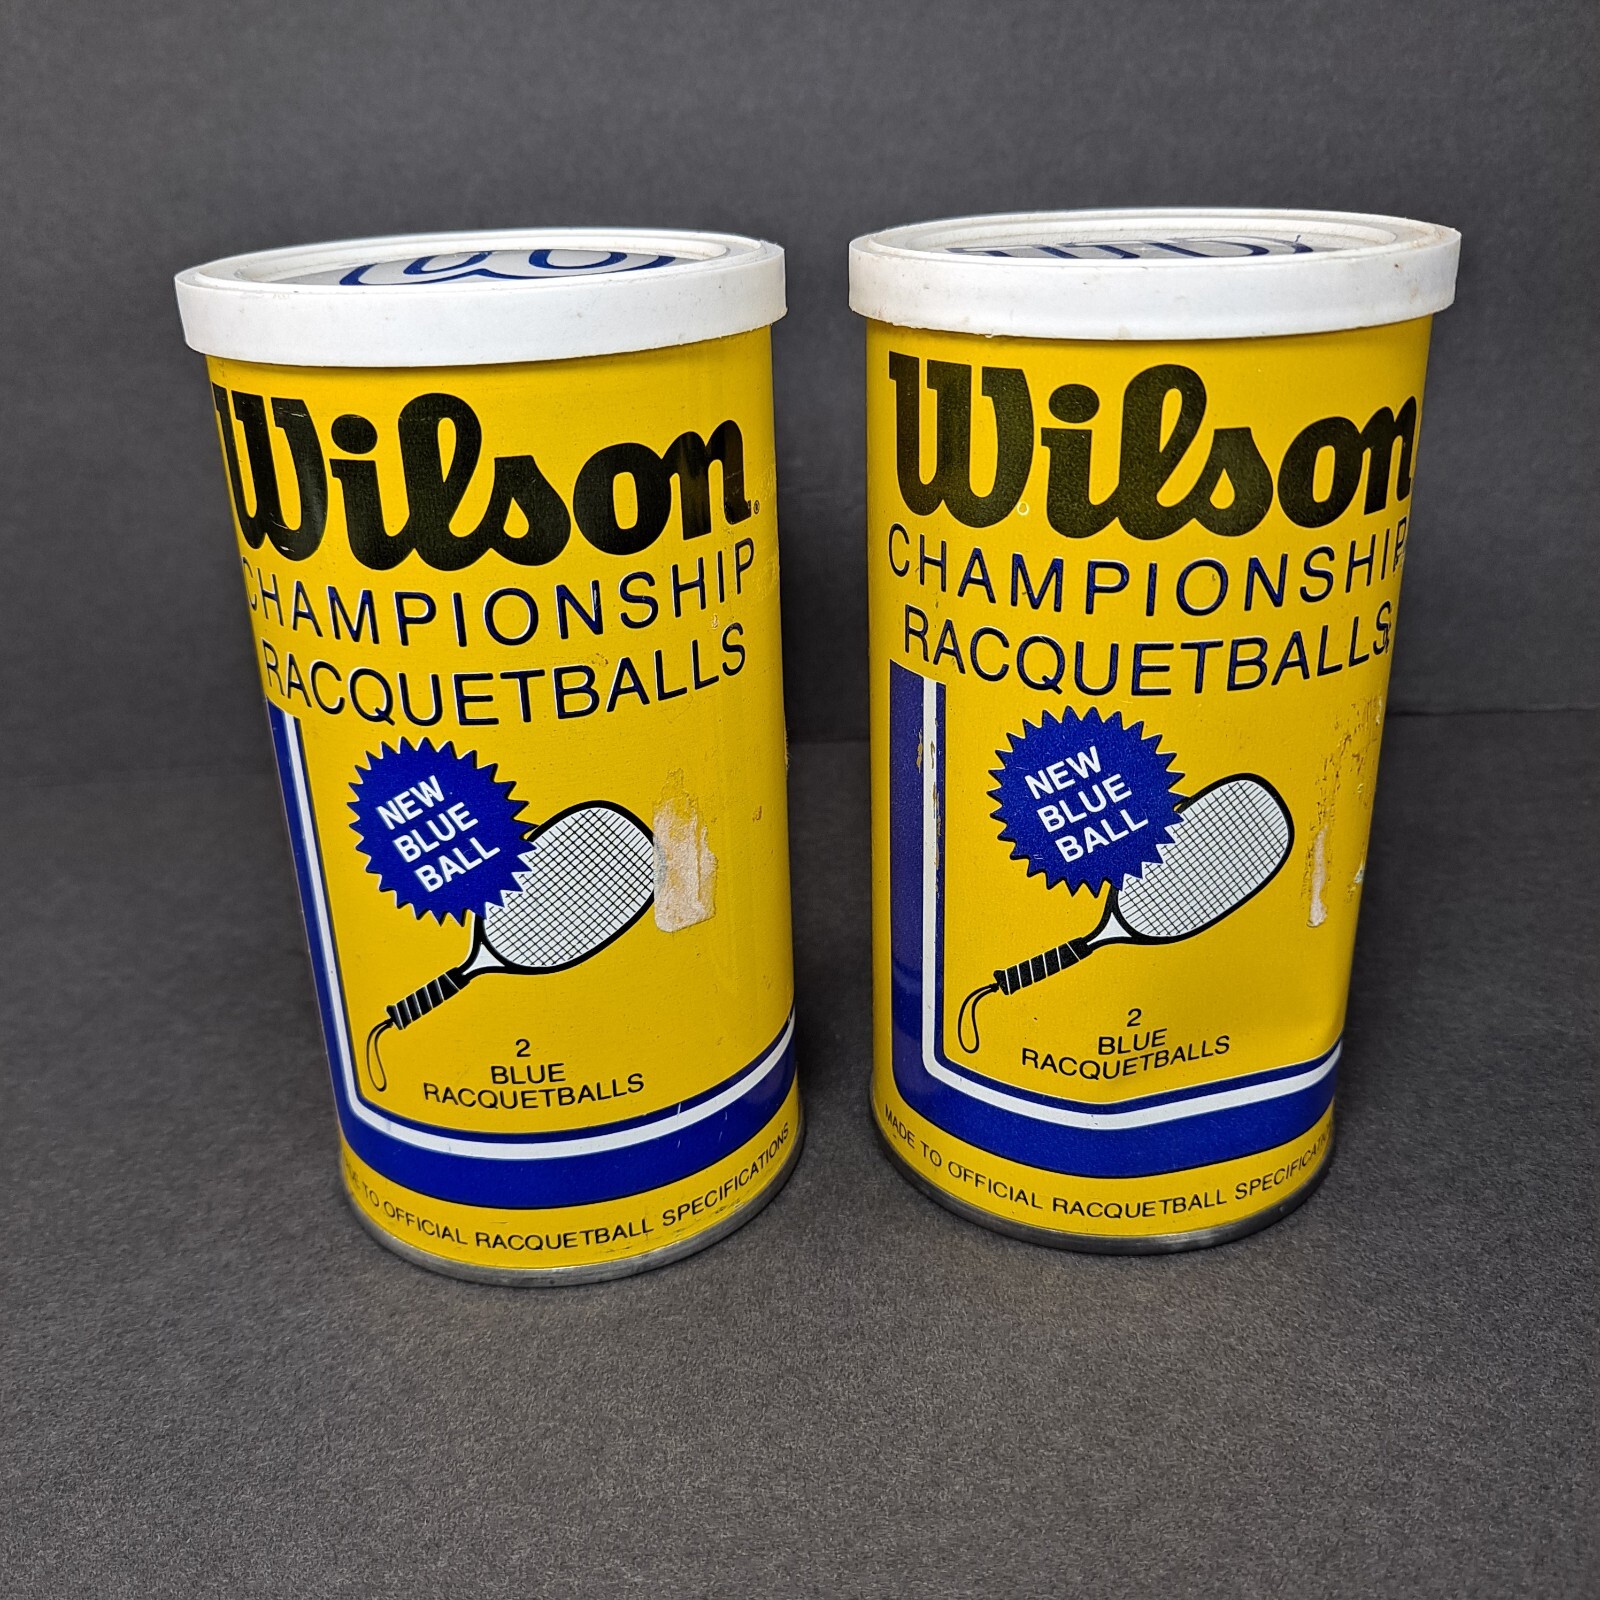 Wilson®
CHAMPIONSHIP
RACQUETBALLS
NEW
BLUE
BALL
2
BLUE
RACQUETBALLS
TO OFFICIAL RACQUETBALL SPECIFICATIONS
Wilson
CHAMPIONSHIP
RACQUETBALLS
NEW
BLUE
BALL
2
BLUE
RACQUETBALLS
MADE TO OFFICIAL RACQUETBALL